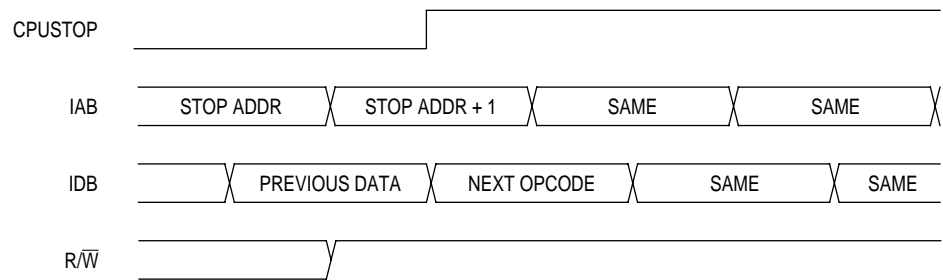 CPUSTOP
IAB STOP ADDR STOP ADDR + 1 SAME SAME
IDB PREVIOUS DATA NEXT OPCODE SAME SAME
R/W̅